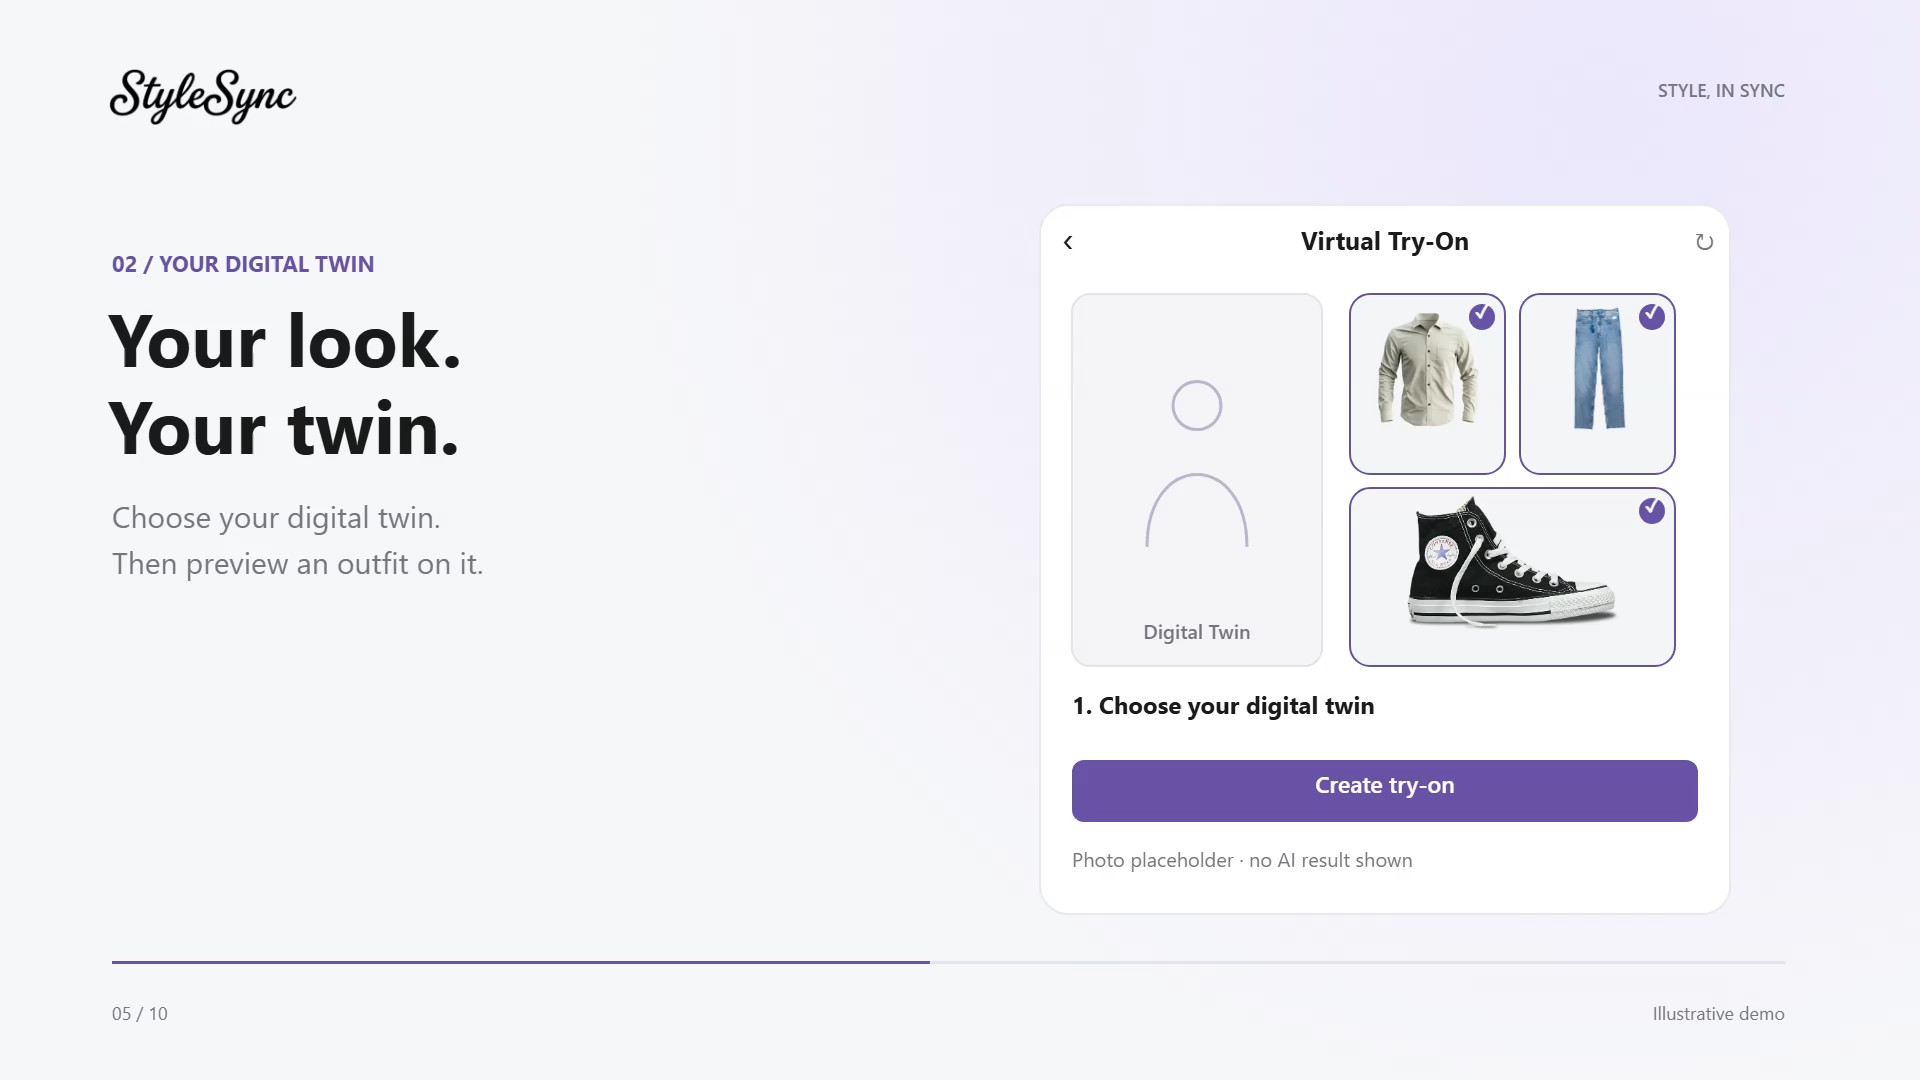 StyleSync
STYLE, IN SYNC
02 / YOUR DIGITAL TWIN
Your look.
Your twin.
Choose your digital twin.
Then preview an outfit on it.
‹
Virtual Try-On
↻
Digital Twin
1. Choose your digital twin
Create try-on
Photo placeholder · no AI result shown
05 / 10
Illustrative demo